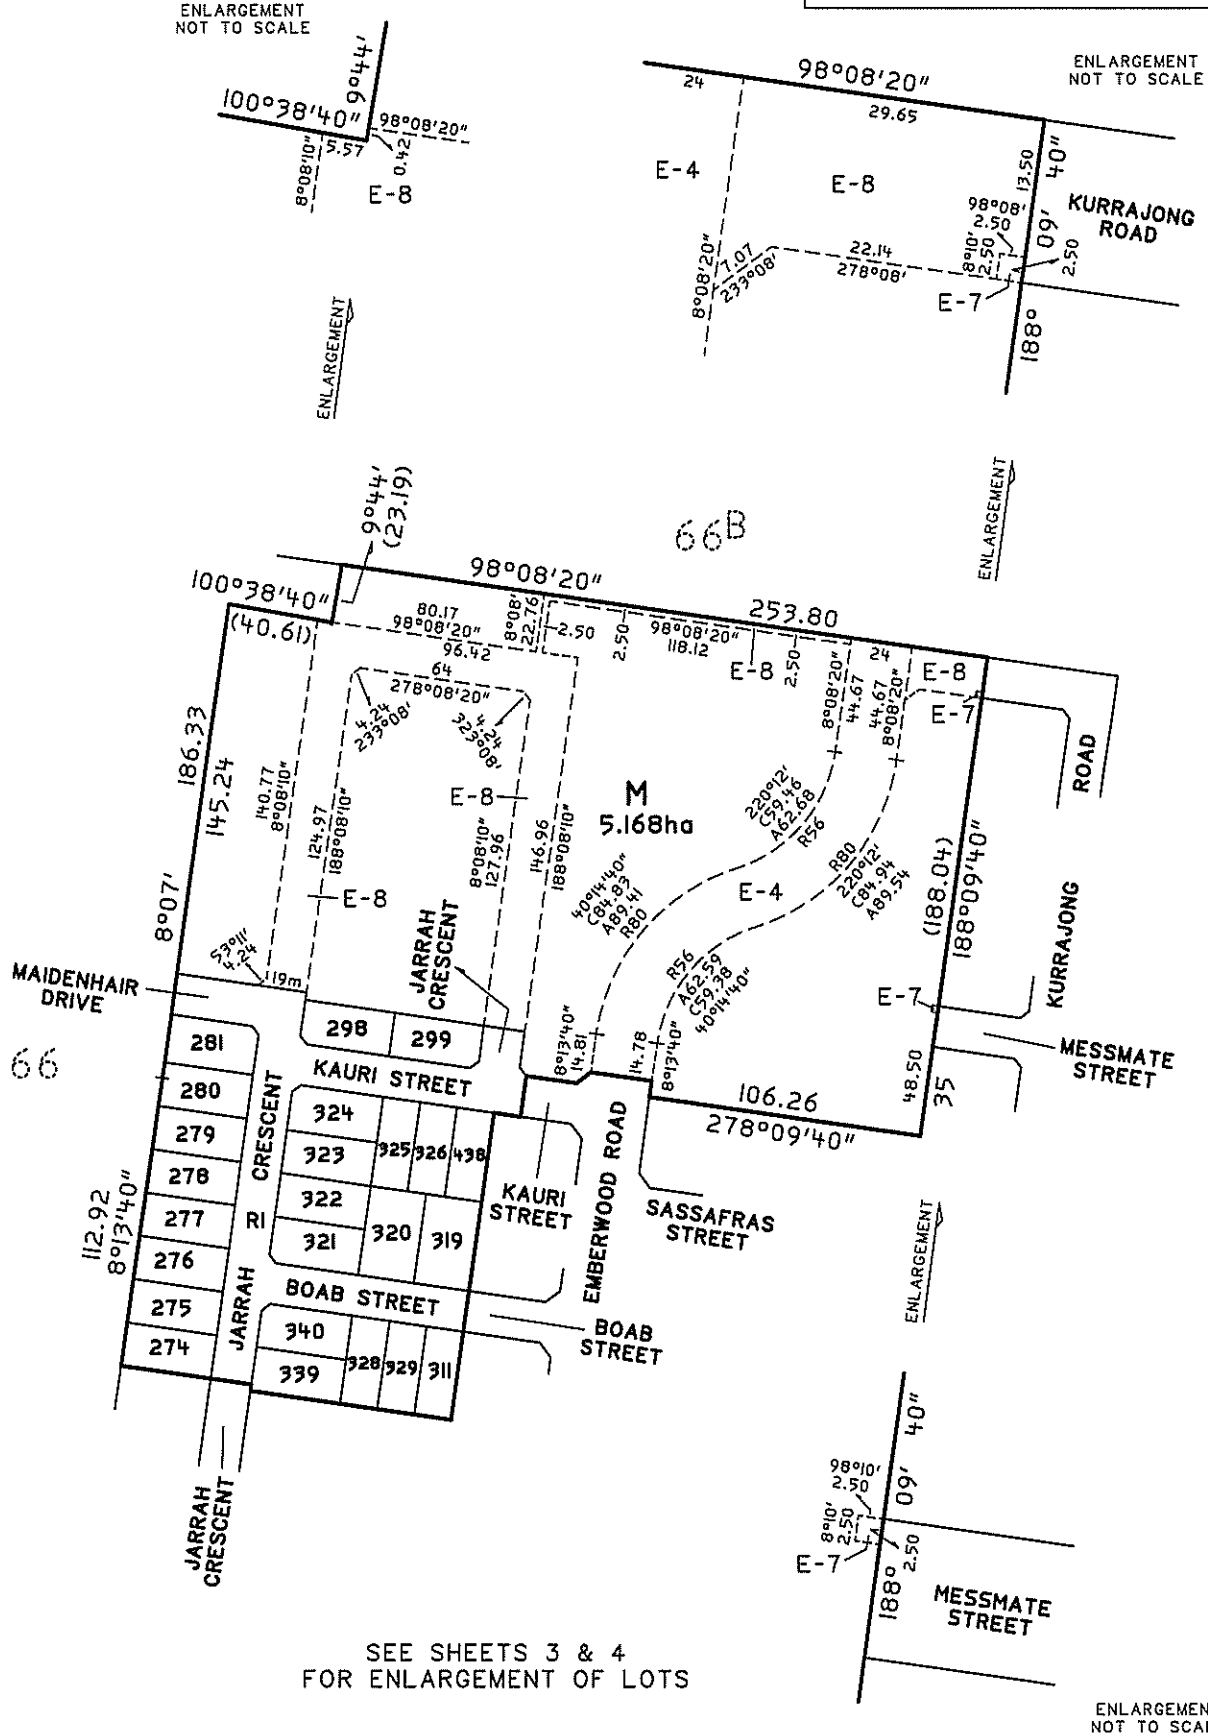 ENLARGEMENT
NOT TO SCALE
100°38'40"
9°44'
98°08'20"
5.57
0.42
8°08'10"
E-8
ENLARGEMENT
NOT TO SCALE
98°08'20"
24
29.65
E-4
E-8
13.50
40"
09'
188°
KURRAJONG
ROAD
98°08'
2.50
8°10'
2.50
2.50
22.14
278°08'
7.07
233°08'
8°08'20"
E-7
ENLARGEMENT
ENLARGEMENT
9°44'
(23.19)
66B
100°38'40"
(40.61)
98°08'20"
253.80
80.17
98°08'20"
96.42
8°08'
22.76
2.50
2.50
98°08'20"
118.12
E-8
2.50
24
E-8
E-7
64
278°08'20"
4.24
233°08'
4.24
323°08'
8°08'20"
44.67
44.67
8°08'20"
ROAD
186.33
145.24
8°07'
140.77
8°08'10"
124.97
188°08'10"
E-8
E-8
8°08'10"
127.96
146.96
188°08'10"
M
5.168ha
220°12'
C59.46
A62.68
R56
R80
220°12'
C84.94
A89.54
E-4
40°14'40"
C84.83
A89.41
R80
R56
A62.59
C59.38
40°14'40"
(188.04)
188°09'40"
KURRAJONG
53°11'
4.24
19m
JARRAH
CRESCENT
MAIDENHAIR
DRIVE
E-7
MESSMATE
STREET
66
281
298
299
8°13'40"
14.81
14.78
8°13'40"
48.50
35
280
KAURI STREET
106.26
278°09'40"
279
324
325
326
438
278
323
CRESCENT
277
R1
322
320
319
KAURI
STREET
EMBERWOOD ROAD
SASSAFRAS
STREET
276
321
112.92
8°13'40"
275
BOAB STREET
BOAB
STREET
274
JARRAH
340
328
329
311
339
ENLARGEMENT
JARRAH
CRESCENT
40"
09'
188°
98°10'
2.50
8°10'
2.50
2.50
E-7
MESSMATE
STREET
SEE SHEETS 3 & 4
FOR ENLARGEMENT OF LOTS
ENLARGEMEN
NOT TO SCAL